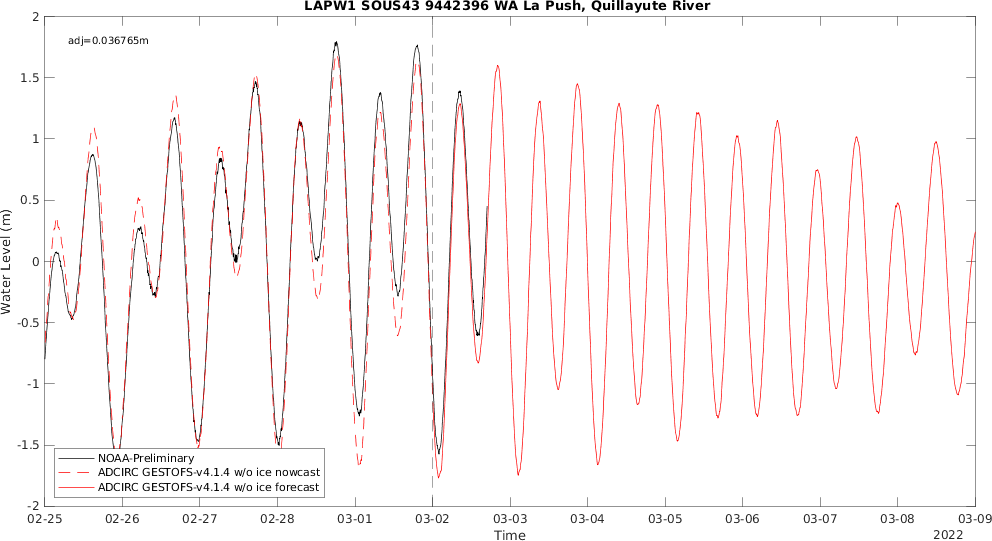 LAPW1 SOUS43 9442396 WA La Push, Quillayute River
adj=0.036765m
2
1.5
1
0.5
0
-0.5
-1
-1.5
-2
Water Level (m)
NOAA-Preliminary
ADCIRC GESTOFS-v4.1.4 w/o ice nowcast
ADCIRC GESTOFS-v4.1.4 w/o ice forecast
02-25 02-26 02-27 02-28 03-01 03-02 03-03 03-04 03-05 03-06 03-07 03-08 03-09
Time
2022